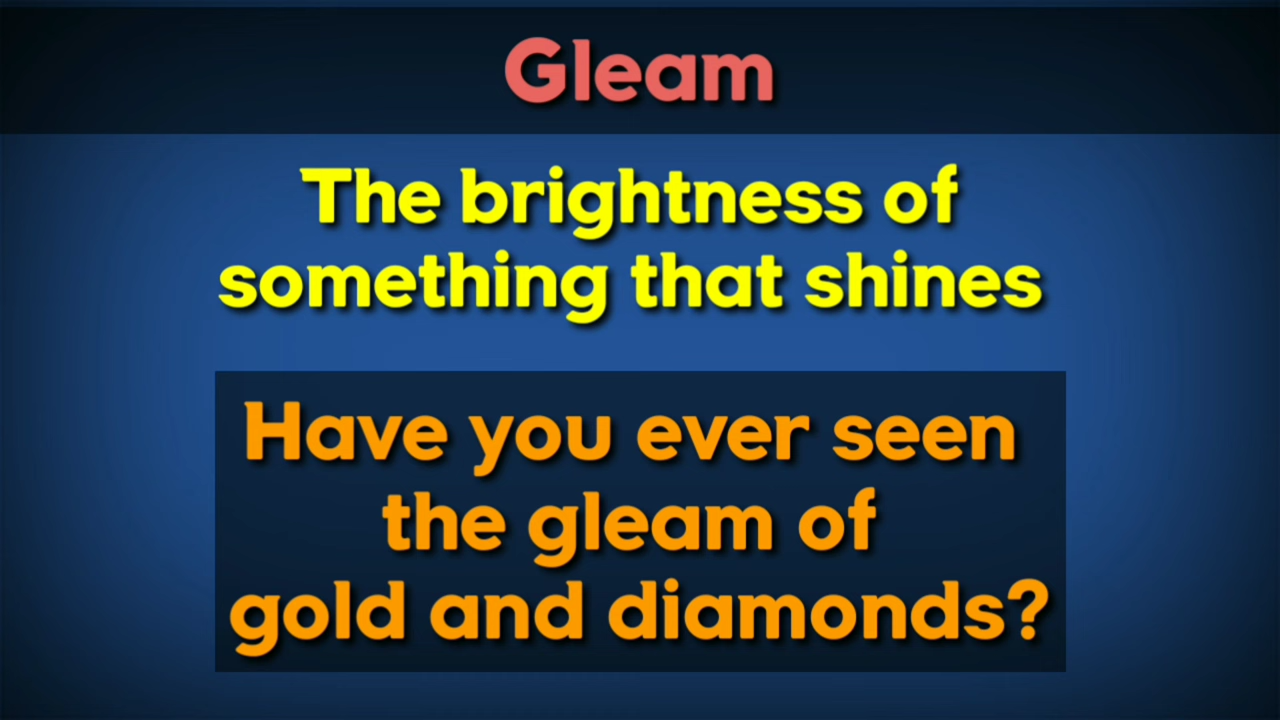 Gleam
The brightness of
something that shines
Have you ever seen
the gleam of
gold and diamonds?